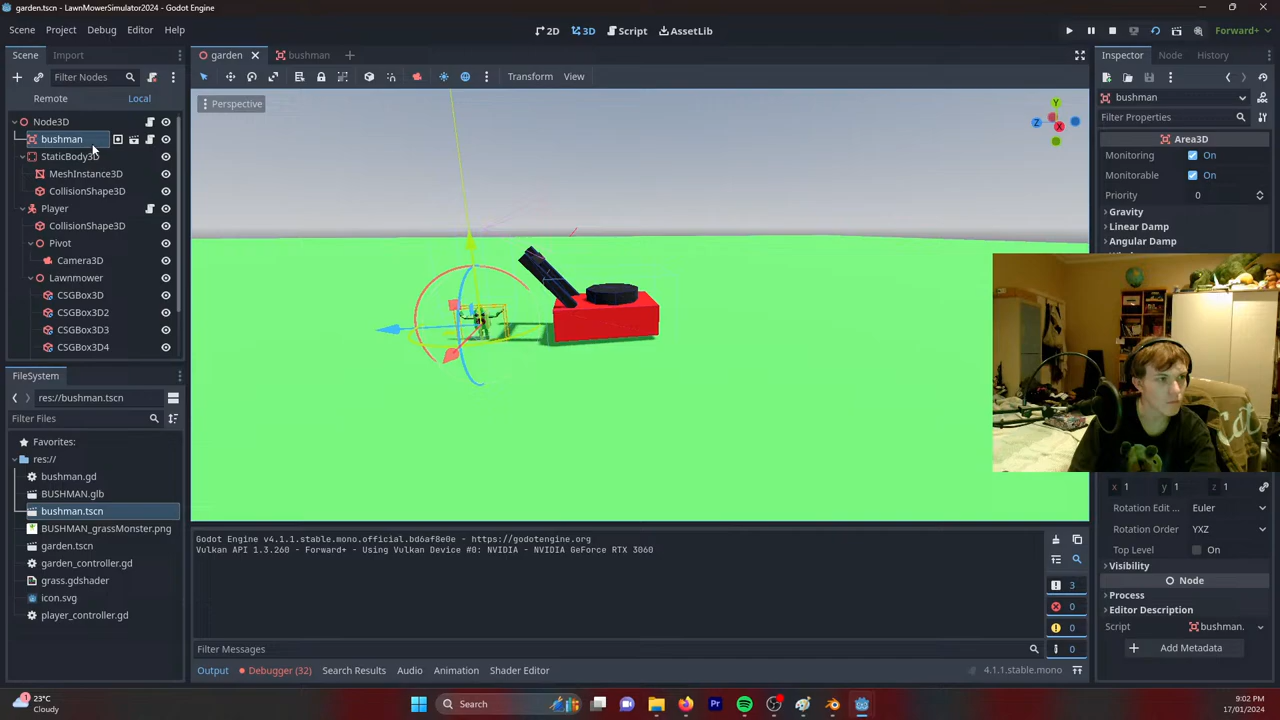 garden.tscn - LawnMowerSimulator2024 - Godot Engine
Scene Project Debug Editor Help
2D 3D Script AssetLib
Forward+
Scene Import
garden bushman
Inspector Node History
Filter Nodes
Transform View
Remote Local
Perspective
bushman
Filter Properties
Node3D
bushman
StaticBody3D
MeshInstance3D
CollisionShape3D
Player
CollisionShape3D
Pivot
Camera3D
Lawnmower
CSGBox3D
CSGBox3D2
CSGBox3D3
CSGBox3D4
Y
Z
X
Area3D
Monitoring On
Monitorable On
Priority 0
Gravity
Linear Damp
Angular Damp
FileSystem
res://bushman.tscn
Filter Files
Favorites:
res://
bushman.gd
BUSHMAN.glb
bushman.tscn
BUSHMAN_grassMonster.png
garden.tscn
garden_controller.gd
grass.gdshader
icon.svg
player_controller.gd
x 1 y 1 z 1
Rotation Edit ... Euler
Rotation Order YXZ
Top Level On
Visibility
Node
Process
Editor Description
Script bushman.
Add Metadata
Godot Engine v4.1.1.stable.mono.official.bd6af8e0e - https://godotengine.org
Vulkan API 1.3.260 - Forward+ - Using Vulkan Device #0: NVIDIA - NVIDIA GeForce RTX 3060
3
0
0
0
Filter Messages
Output Debugger (32) Search Results Audio Animation Shader Editor
4.1.1.stable.mono
23°C
Cloudy
Search
9:02 PM
17/01/2024